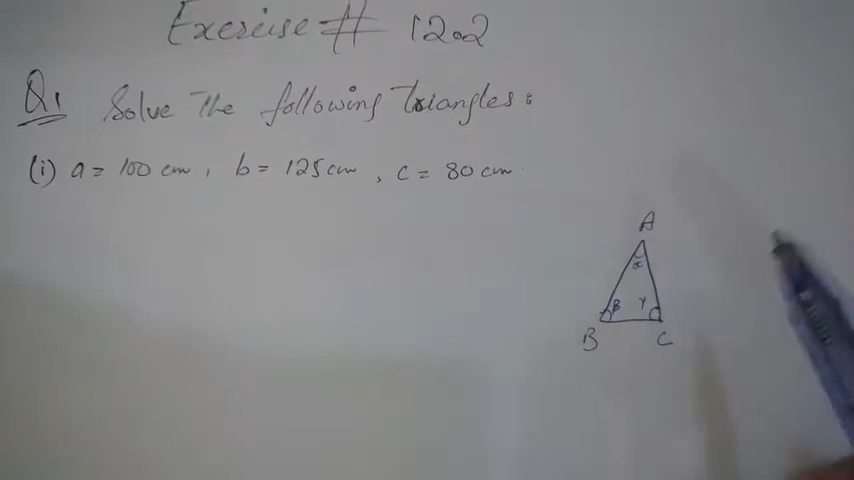 Exercise # 12.2
Q1 Solve The following Triangles:
(i) a = 100 cm, b = 125 cm, c = 80 cm.
A
α
β γ
B C